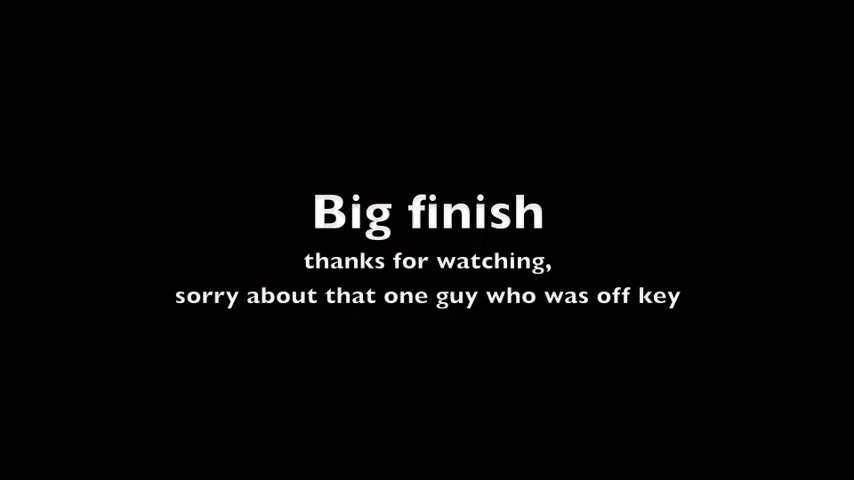 Big finish
thanks for watching,
sorry about that one guy who was off key